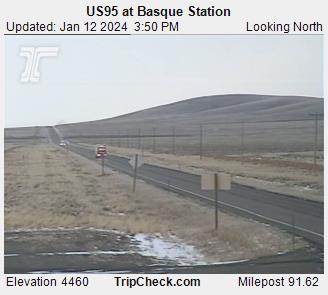 US95 at Basque Station
Updated: Jan 12 2024 3:50 PM Looking North
Elevation 4460 TripCheck.com Milepost 91.62